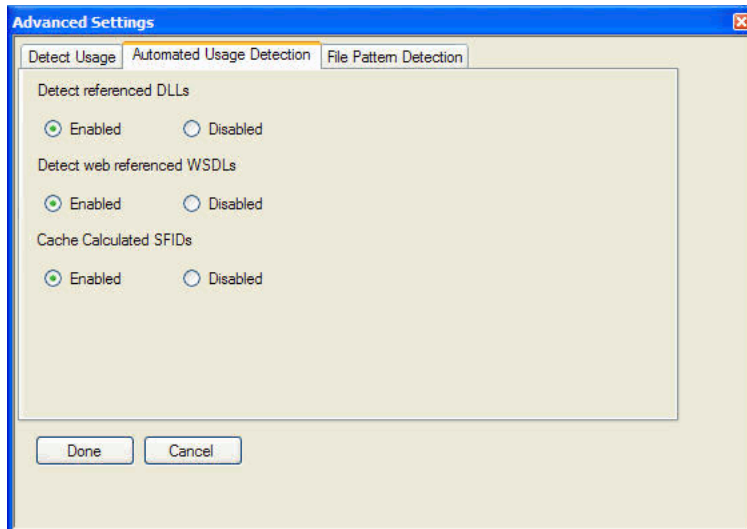 Advanced Settings
Detect Usage Automated Usage Detection File Pattern Detection
Detect referenced DLLs
Enabled Disabled
Detect web referenced WSDLs
Enabled Disabled
Cache Calculated SFIDs
Enabled Disabled
Done Cancel